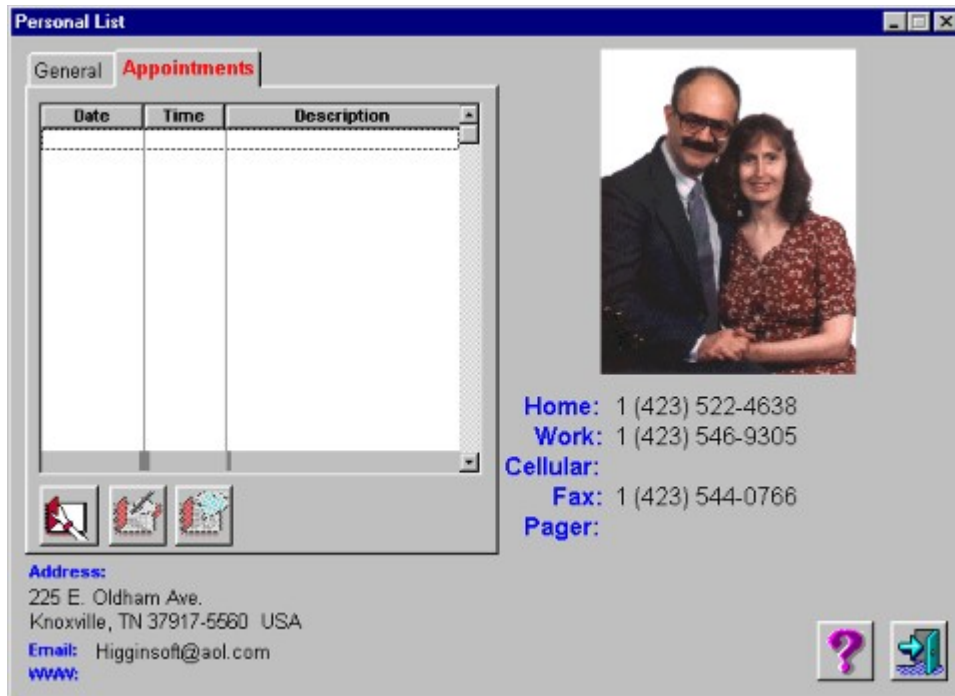 Personal List
General Appointments
Date Time Description
Home: 1 (423) 522-4638
Work: 1 (423) 546-9305
Cellular:
Fax: 1 (423) 544-0766
Pager:
Address:
225 E. Oldham Ave.
Knoxville, TN 37917-5560 USA
Email: Higginsoft@aol.com
WWW: